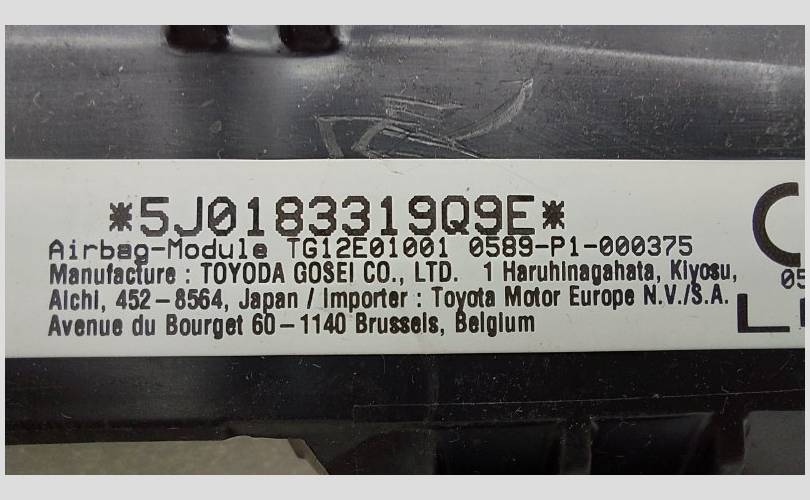 *5J0183319Q9E*
Airbag-Module TG12E01001 0589-P1-000375
Manufacture : TOYODA GOSEI CO., LTD. 1 Haruhinagahata, Kiyosu,
Aichi, 452-8564, Japan / Importer : Toyota Motor Europe N.V./S.A.
Avenue du Bourget 60-1140 Brussels, Belgium
05